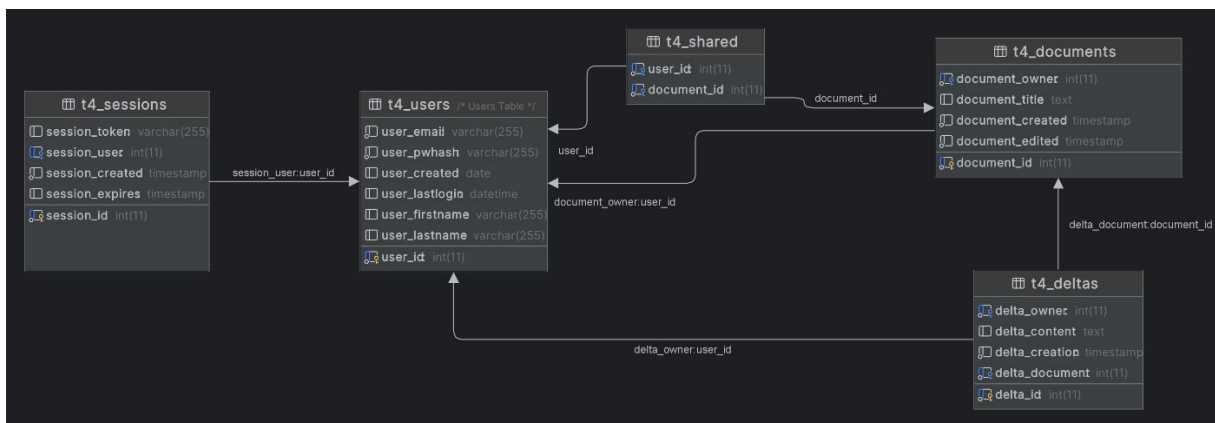 t4_sessions
session_token varchar(255)
session_user int(11)
session_created timestamp
session_expires timestamp
session_id int(11)
session_user:user_id
t4_users /* Users Table */
user_email varchar(255)
user_pwhash varchar(255)
user_created date
user_lastlogin datetime
user_firstname varchar(255)
user_lastname varchar(255)
user_id int(11)
t4_shared
user_id int(11)
document_id int(11)
user_id
document_id
document_owner:user_id
t4_documents
document_owner int(11)
document_title text
document_created timestamp
document_edited timestamp
document_id int(11)
delta_document:document_id
t4_deltas
delta_owner int(11)
delta_content text
delta_creation timestamp
delta_document int(11)
delta_id int(11)
delta_owner:user_id